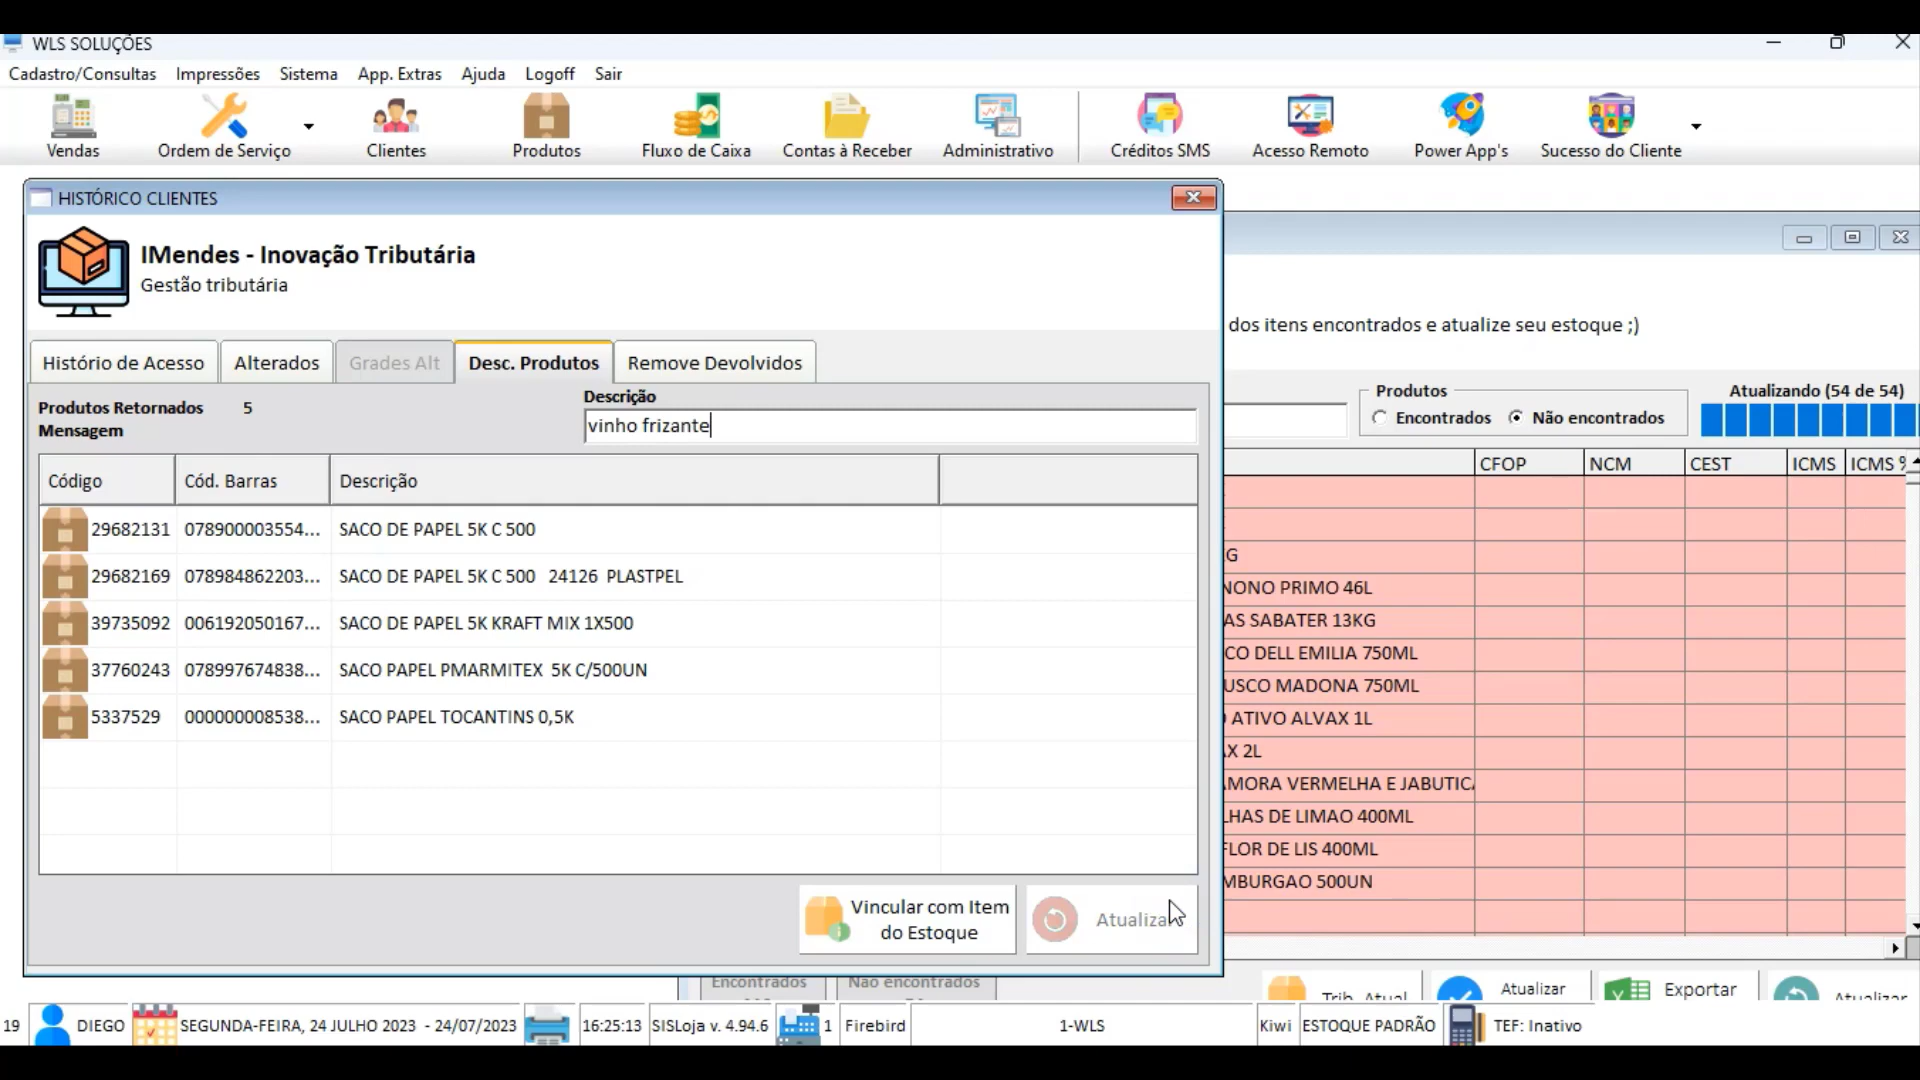 WLS SOLUÇÕES
Cadastro/Consultas Impressões Sistema App. Extras Ajuda Logoff Sair
Vendas Ordem de Serviço Clientes Produtos Fluxo de Caixa Contas à Receber Administrativo Créditos SMS Acesso Remoto Power App's Sucesso do Cliente
HISTÓRICO CLIENTES
IMendes - Inovação Tributária
Gestão tributária
dos itens encontrados e atualize seu estoque ;)
Histório de Acesso Alterados Grades Alt Desc. Produtos Remove Devolvidos
Produtos Retornados 5
Mensagem
Descrição
vinho frizante
Produtos
Encontrados Não encontrados
Atualizando (54 de 54)
Código Cód. Barras Descrição
29682131 078900003554... SACO DE PAPEL 5K C 500
29682169 078984862203... SACO DE PAPEL 5K C 500 24126 PLASTPEL
39735092 006192050167... SACO DE PAPEL 5K KRAFT MIX 1X500
37760243 078997674838... SACO PAPEL PMARMITEX 5K C/500UN
5337529 000000008538... SACO PAPEL TOCANTINS 0,5K
CFOP NCM CEST ICMS ICMS %
G
NONO PRIMO 46L
AS SABATER 13KG
CO DELL EMILIA 750ML
USCO MADONA 750ML
ATIVO ALVAX 1L
X 2L
AMORA VERMELHA E JABUTICA
LHAS DE LIMAO 400ML
FLOR DE LIS 400ML
MBURGAO 500UN
Vincular com Item
do Estoque
Atualizar
Encontrados Não encontrados
Trib. Atual Atualizar Exportar Atualizar
19 DIEGO SEGUNDA-FEIRA, 24 JULHO 2023 - 24/07/2023 16:25:13 SISLoja v. 4.94.6 1 Firebird 1-WLS Kiwi ESTOQUE PADRÃO TEF: Inativo